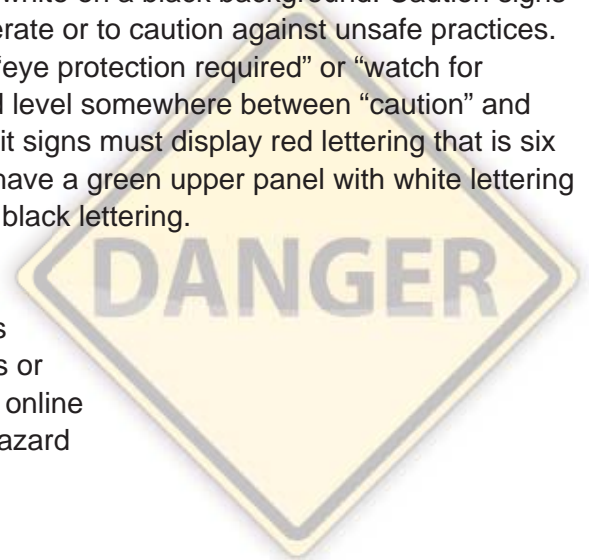 white on a black background. Caution signs
erate or to caution against unsafe practices.
“eye protection required” or “watch for
level somewhere between “caution” and
it signs must display red lettering that is six
have a green upper panel with white lettering
black lettering.
DANGER
s
s or
online
azard